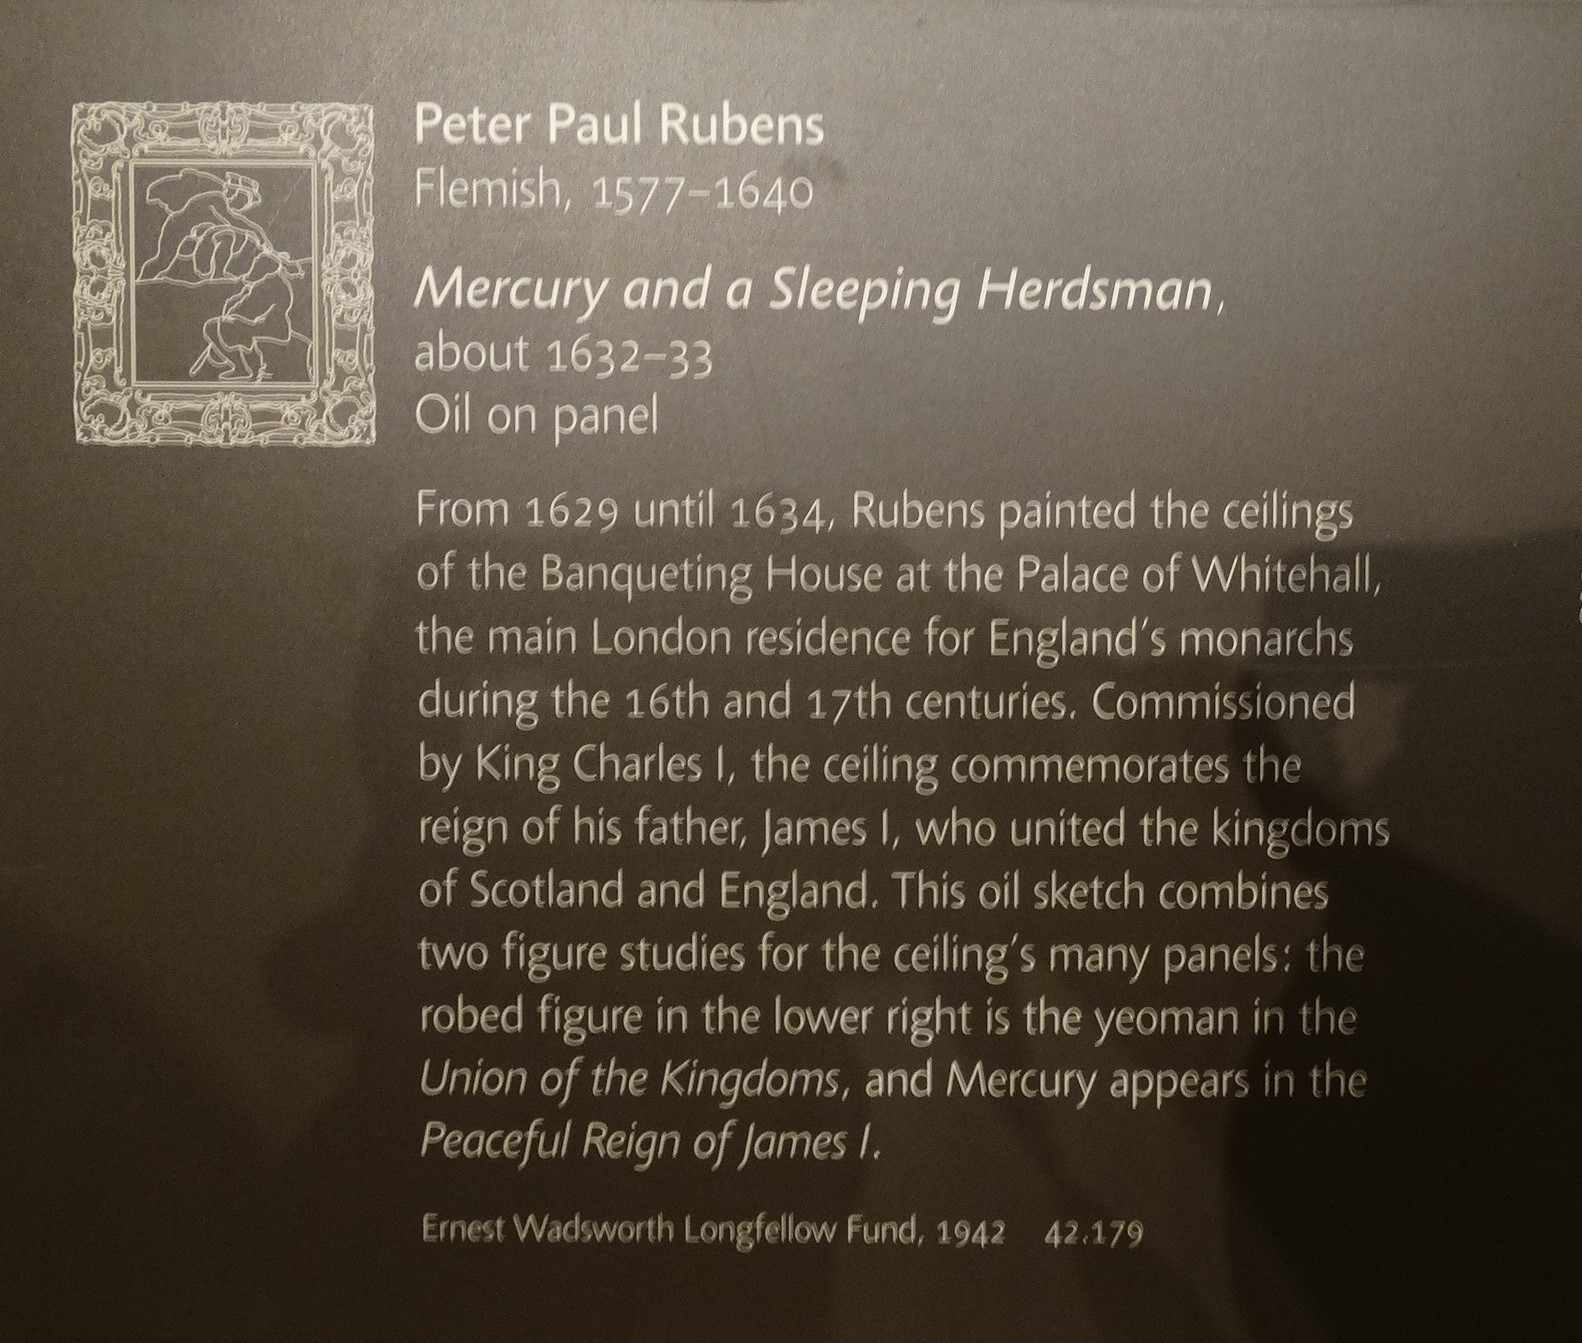 Peter Paul Rubens
Flemish, 1577–1640
Mercury and a Sleeping Herdsman,
about 1632–33
Oil on panel
From 1629 until 1634, Rubens painted the ceilings
of the Banqueting House at the Palace of Whitehall,
the main London residence for England's monarchs
during the 16th and 17th centuries. Commissioned
by King Charles I, the ceiling commemorates the
reign of his father, James I, who united the kingdoms
of Scotland and England. This oil sketch combines
two figure studies for the ceiling's many panels: the
robed figure in the lower right is the yeoman in the
Union of the Kingdoms, and Mercury appears in the
Peaceful Reign of James I.
Ernest Wadsworth Longfellow Fund, 1942 42.179